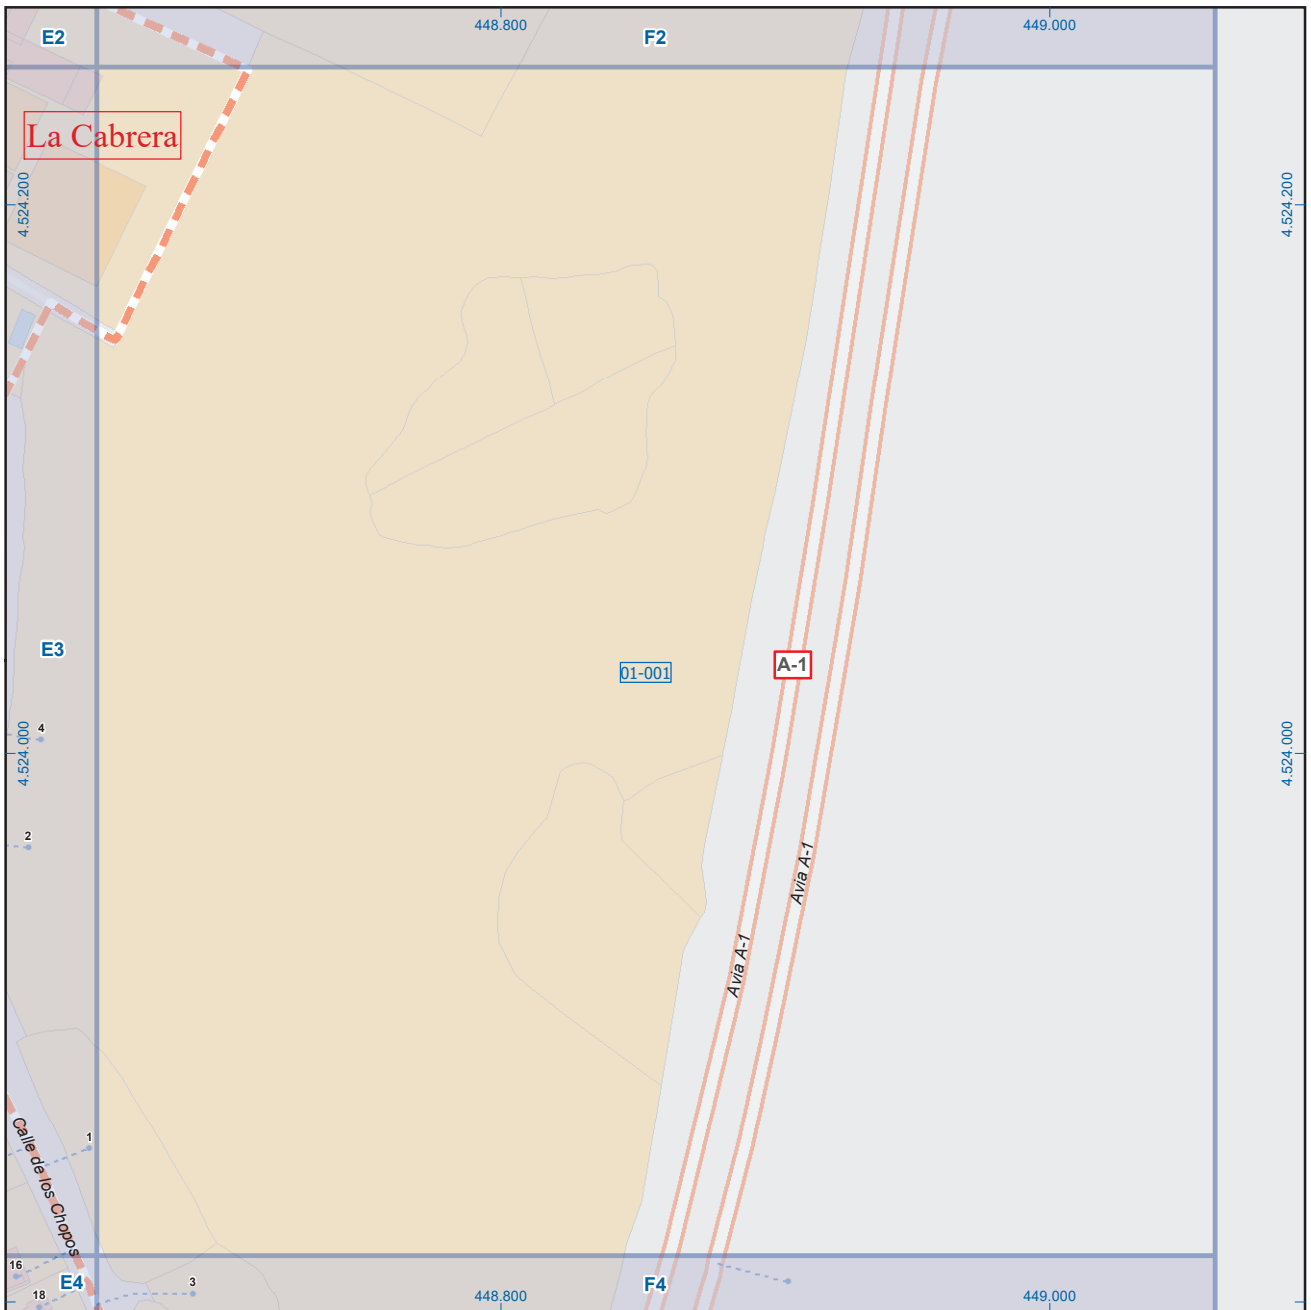 448.800
449.000
E2
F2
La Cabrera
4.524.200
4.524.200
E3
01-001
A-1
4
4.524.000
4.524.000
2
Avia A-1
Avia A-1
1
Calle de los Chopos
16
E4
3
F4
18
448.800
449.000